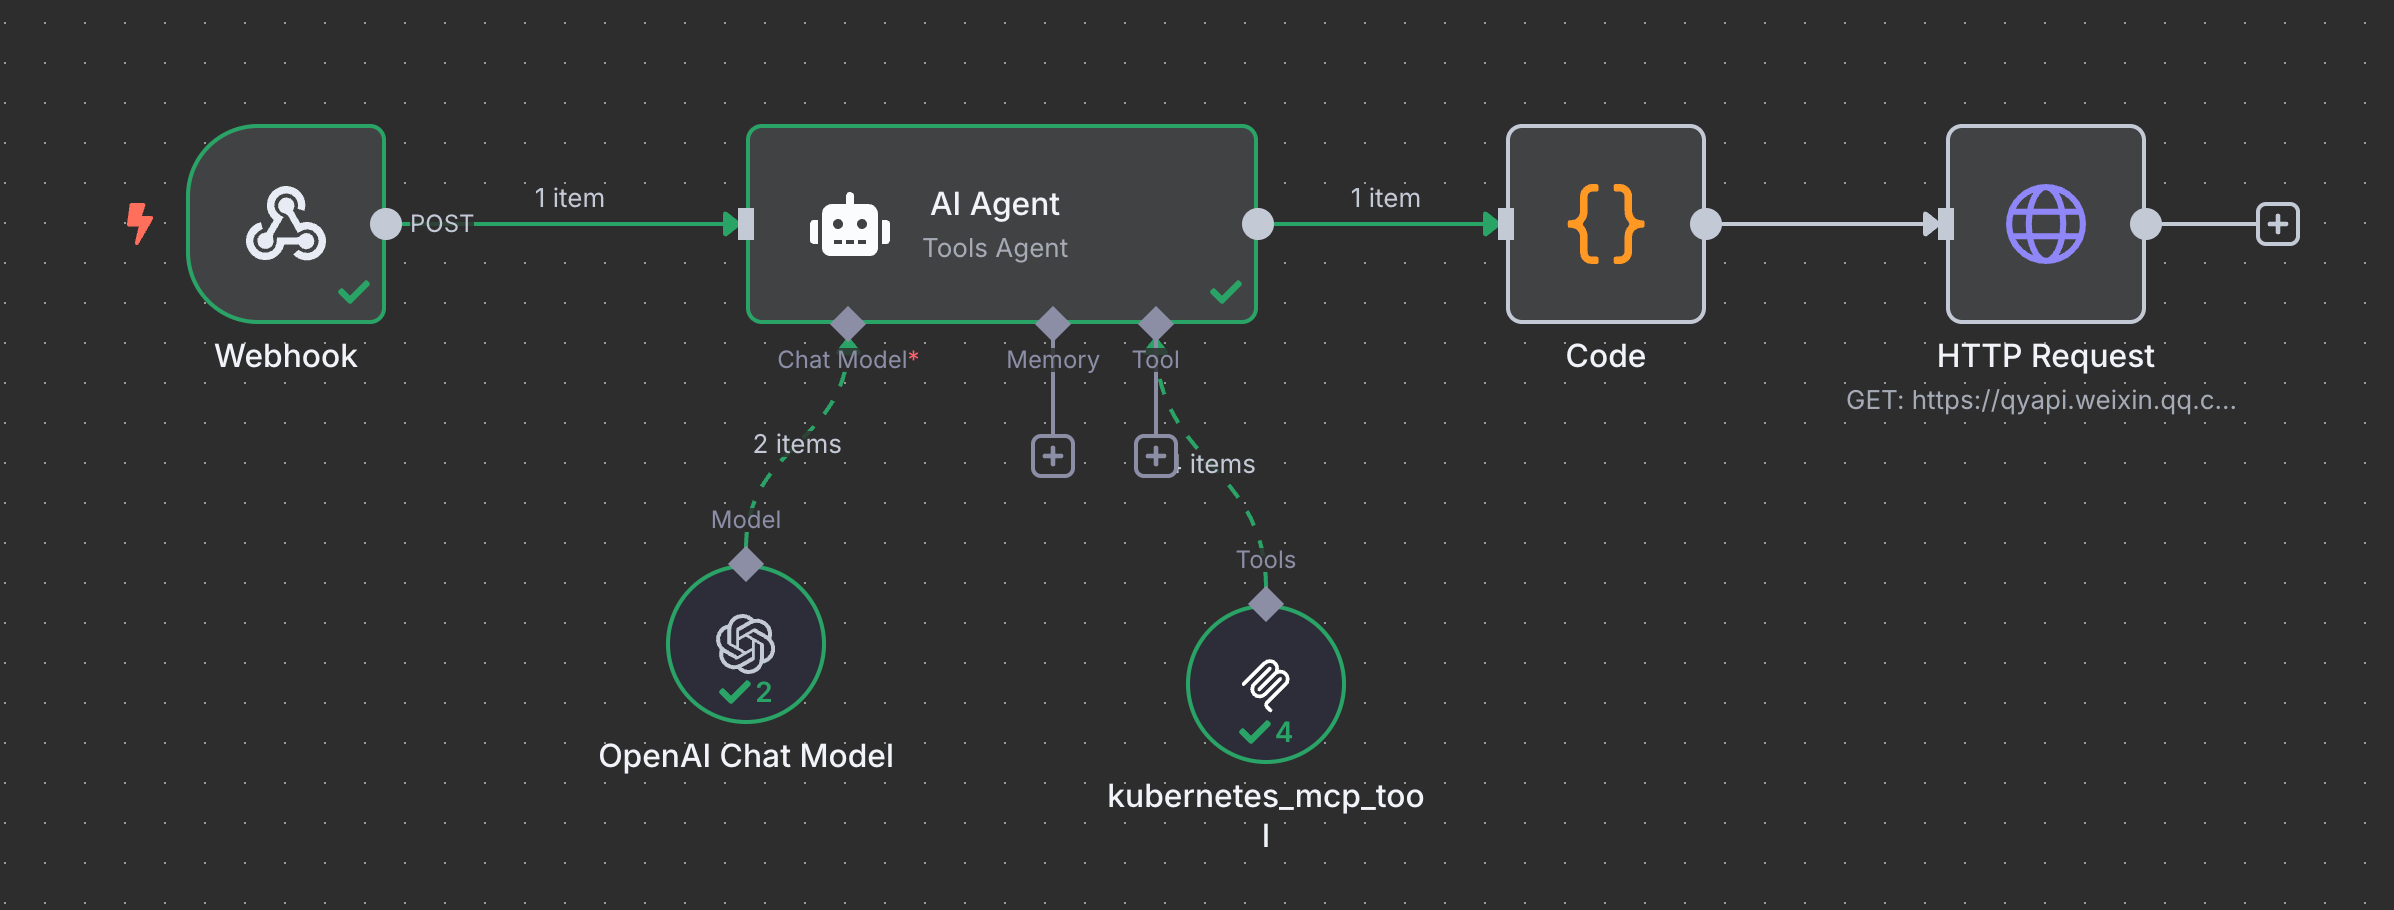 POST
1 item
AI Agent
Tools Agent
1 item
Webhook
Chat Model*
Memory
Tool
Code
HTTP Request
GET: https://qyapi.weixin.qq.c...
2 items
items
Model
Tools
2
4
OpenAI Chat Model
kubernetes_mcp_too
l